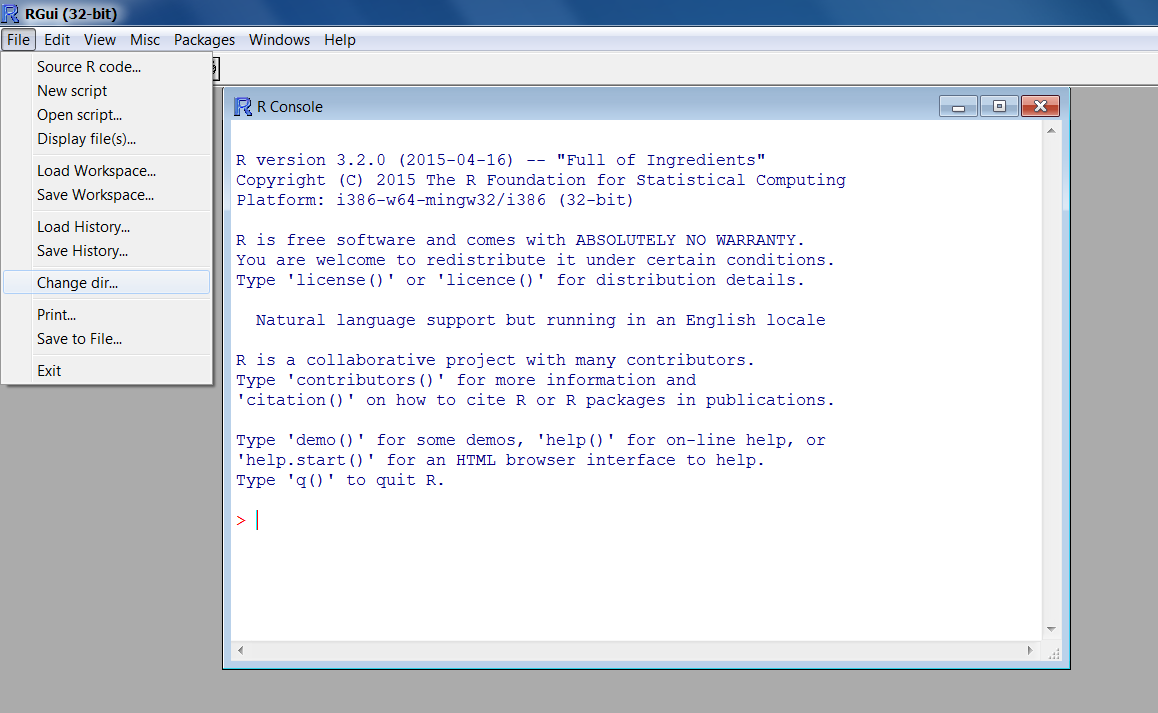 RGui (32-bit)
File Edit View Misc Packages Windows Help
Source R code...
New script
Open script...
Display file(s)...
Load Workspace...
Save Workspace...
Load History...
Save History...
Change dir...
Print...
Save to File...
Exit
R Console
R version 3.2.0 (2015-04-16) -- "Full of Ingredients"
Copyright (C) 2015 The R Foundation for Statistical Computing
Platform: i386-w64-mingw32/i386 (32-bit)
R is free software and comes with ABSOLUTELY NO WARRANTY.
You are welcome to redistribute it under certain conditions.
Type 'license()' or 'licence()' for distribution details.
Natural language support but running in an English locale
R is a collaborative project with many contributors.
Type 'contributors()' for more information and
'citation()' on how to cite R or R packages in publications.
Type 'demo()' for some demos, 'help()' for on-line help, or
'help.start()' for an HTML browser interface to help.
Type 'q()' to quit R.
>